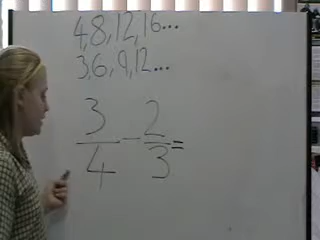 4,8,12,16...
3,6,9,12...
3/4 - 2/3 =